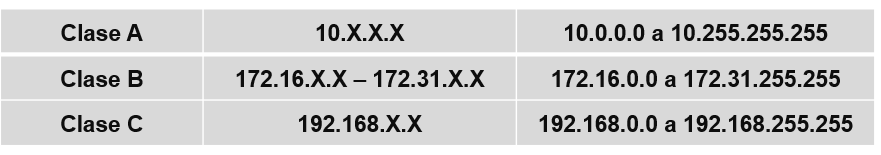 Clase A 10.X.X.X 10.0.0.0 a 10.255.255.255
Clase B 172.16.X.X – 172.31.X.X 172.16.0.0 a 172.31.255.255
Clase C 192.168.X.X 192.168.0.0 a 192.168.255.255